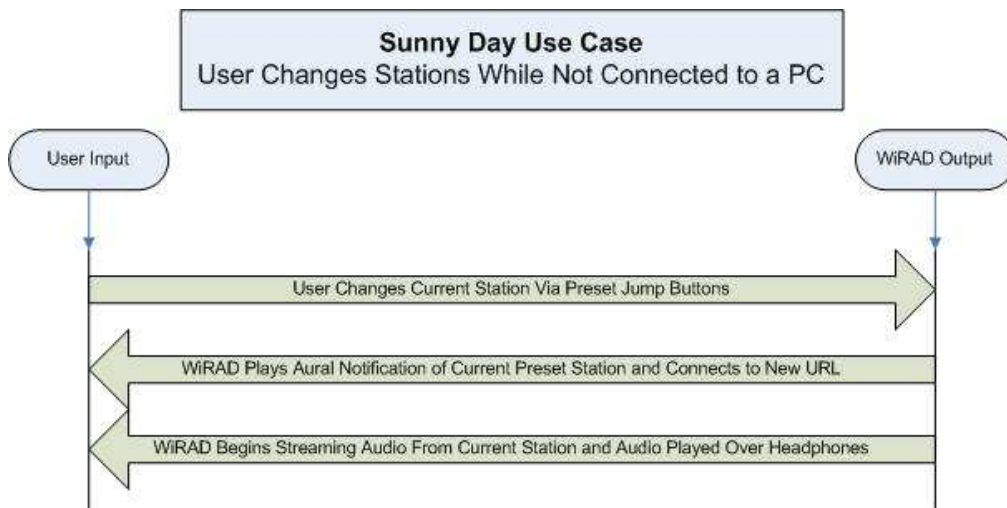 Sunny Day Use Case
User Changes Stations While Not Connected to a PC
User Input
WiRAD Output
User Changes Current Station Via Preset Jump Buttons
WiRAD Plays Aural Notification of Current Preset Station and Connects to New URL
WiRAD Begins Streaming Audio From Current Station and Audio Played Over Headphones